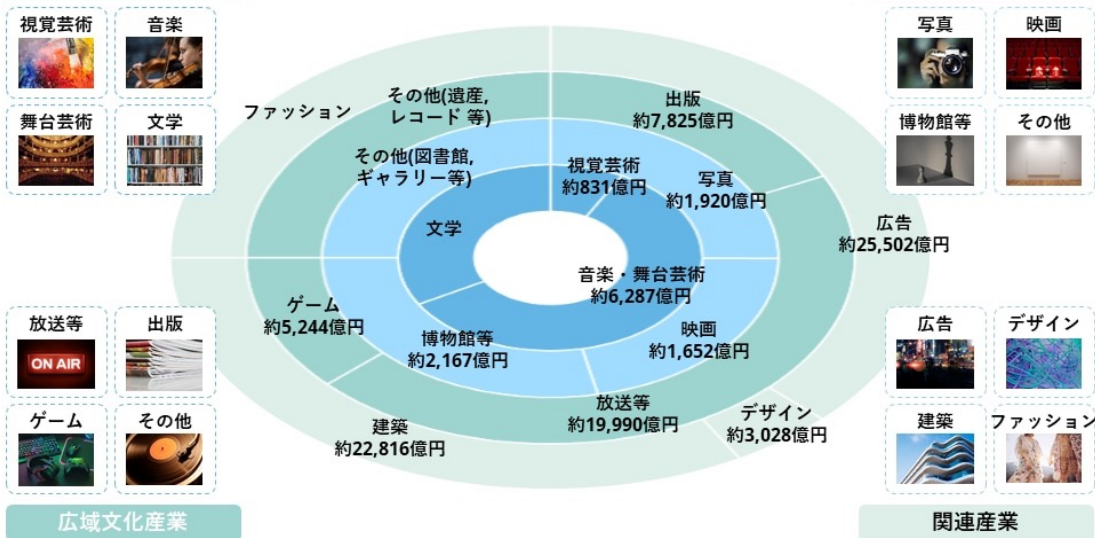 視覚芸術
音楽
舞台芸術
文学
写真
映画
博物館等
その他
ファッション
その他(遺産,
レコード 等)
出版
約7,825億円
その他(図書館,
ギャラリー等)
視覚芸術
約831億円
写真
約1,920億円
文学
広告
約25,502億円
音楽・舞台芸術
約6,287億円
ゲーム
約5,244億円
博物館等
約2,167億円
映画
約1,652億円
放送等
約19,990億円
デザイン
約3,028億円
建築
約22,816億円
放送等
出版
ON AIR
ゲーム
その他
広域文化産業
広告
デザイン
建築
ファッション
関連産業